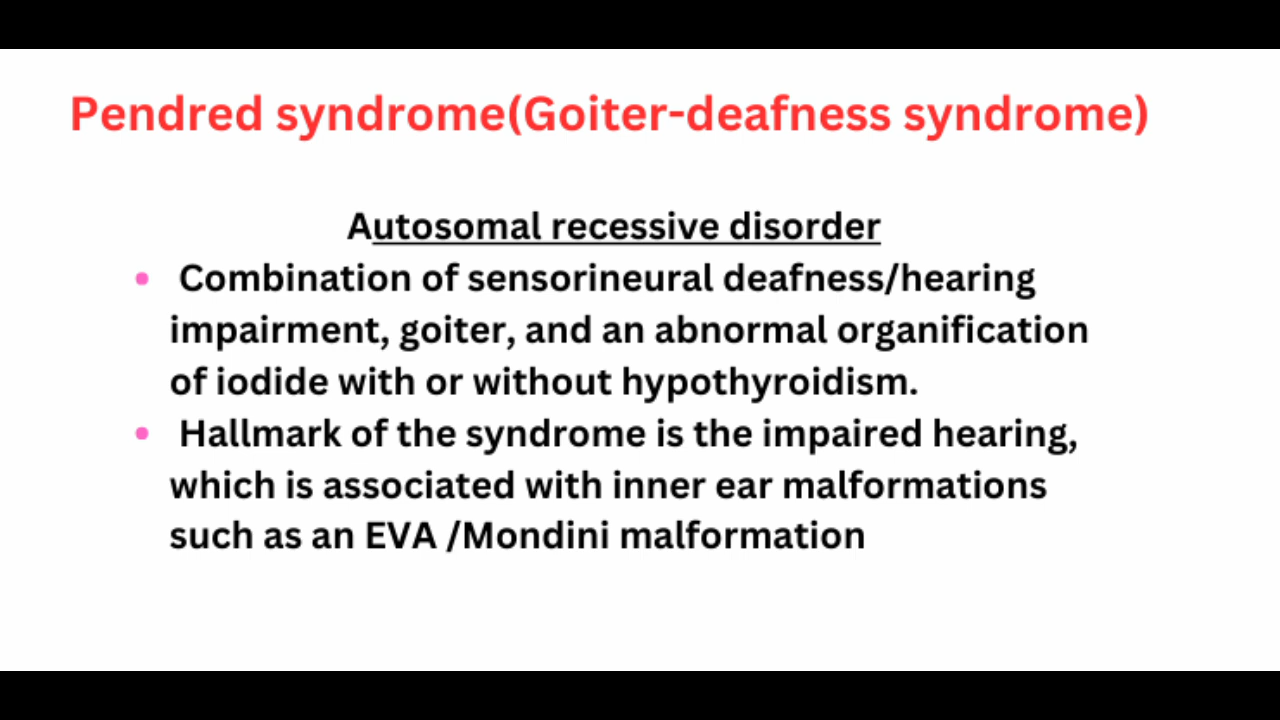 Pendred syndrome(Goiter-deafness syndrome)
Autosomal recessive disorder
• Combination of sensorineural deafness/hearing
impairment, goiter, and an abnormal organification
of iodide with or without hypothyroidism.
• Hallmark of the syndrome is the impaired hearing,
which is associated with inner ear malformations
such as an EVA /Mondini malformation